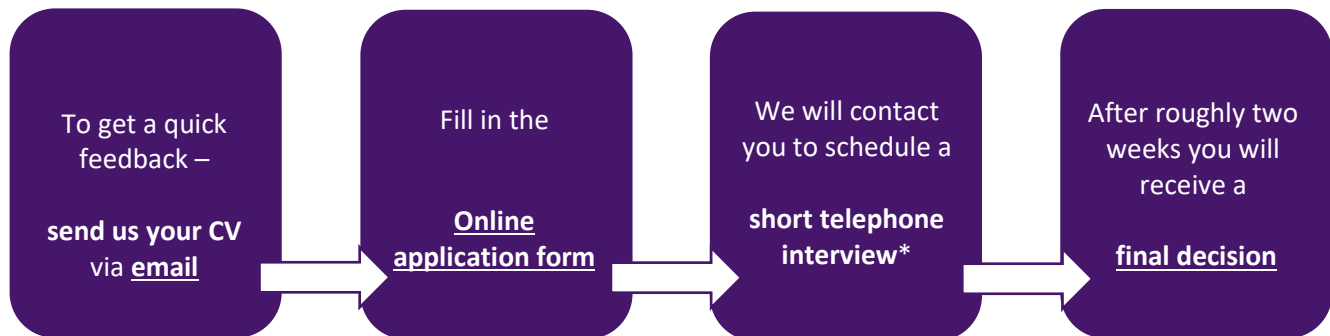 To get a quick
feedback –
send us your CV
via email
Fill in the
Online
application form
We will contact
you to schedule a
short telephone
interview*
After roughly two
weeks you will
receive a
final decision